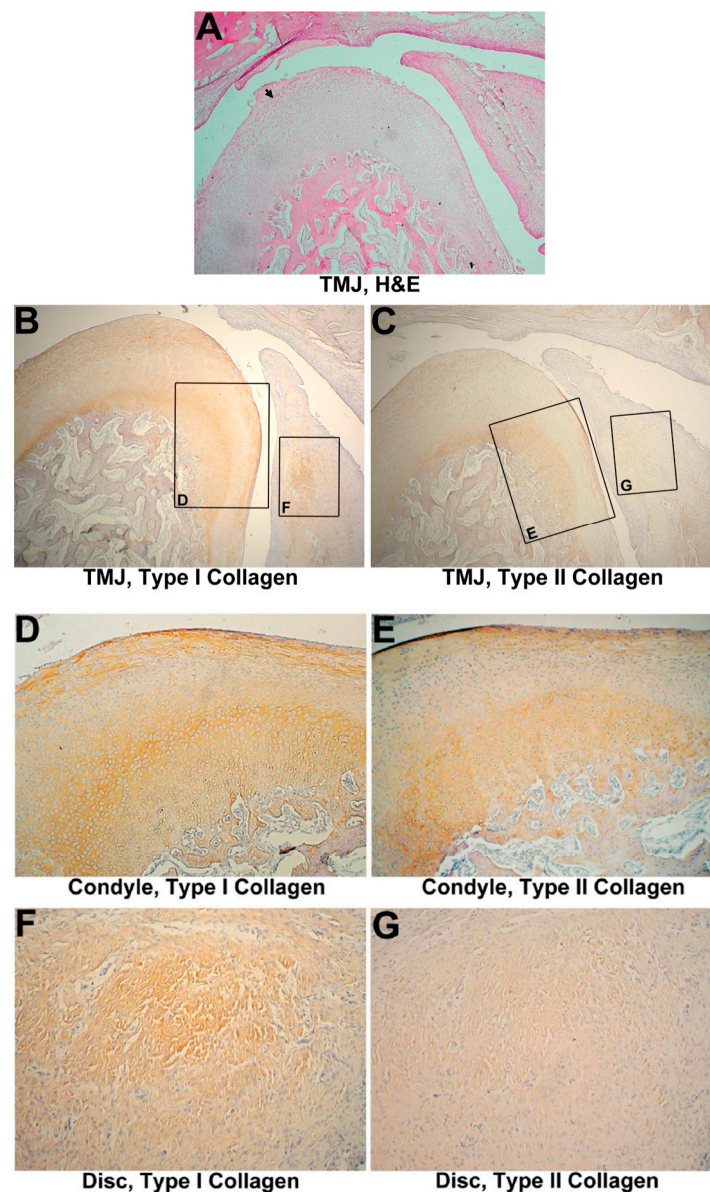 A
TMJ, H&E
B
D
F
TMJ, Type I Collagen
C
E
G
TMJ, Type II Collagen
D
Condyle, Type I Collagen
E
Condyle, Type II Collagen
F
Disc, Type I Collagen
G
Disc, Type II Collagen